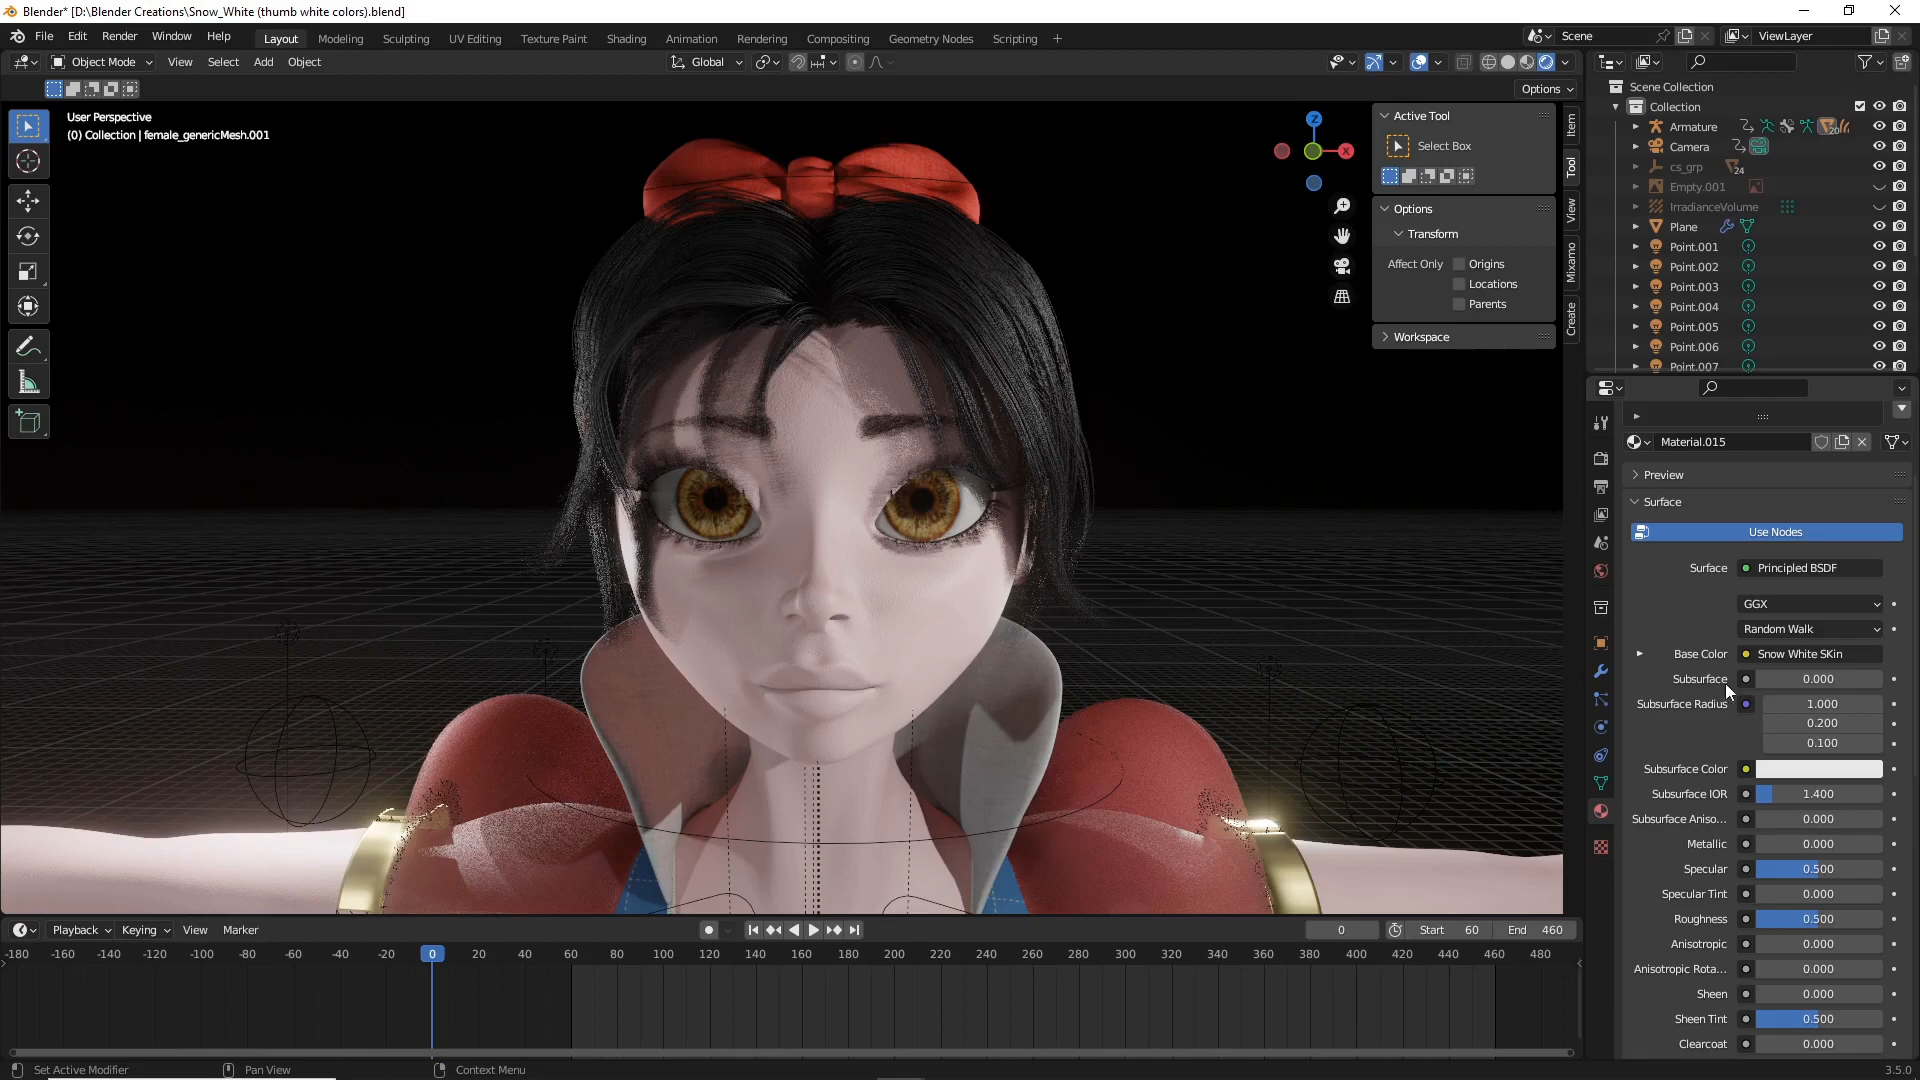 Blender* [D:\Blender Creations\Snow_White (thumb white colors).blend]
File Edit Render Window Help
Layout Modeling Sculpting UV Editing Texture Paint Shading Animation Rendering Compositing Geometry Nodes Scripting +
Scene
ViewLayer
Object Mode View Select Add Object
Global
Options
User Perspective
(0) Collection | female_genericMesh.001
Z
X
Active Tool
Select Box
Options
Transform
Affect Only Origins
Locations
Parents
Workspace
Item
Tool
View
Mixamo
Create
Scene Collection
Collection
Armature
20
Camera
cs_grp
24
Empty.001
IrradianceVolume
Plane
Point.001
Point.002
Point.003
Point.004
Point.005
Point.006
Point.007
Material.015
Preview
Surface
Use Nodes
Surface Principled BSDF
GGX
Random Walk
Base Color Snow White SKin
Subsurface 0.000
Subsurface Radius 1.000
0.200
0.100
Subsurface Color
Subsurface IOR 1.400
Subsurface Aniso... 0.000
Metallic 0.000
Specular 0.500
Specular Tint 0.000
Roughness 0.500
Anisotropic 0.000
Anisotropic Rota... 0.000
Sheen 0.000
Sheen Tint 0.500
Clearcoat 0.000
Playback Keying View Marker
0 Start 60 End 460
-180 -160 -140 -120 -100 -80 -60 -40 -20 0 20 40 60 80 100 120 140 160 180 200 220 240 260 280 300 320 340 360 380 400 420 440 460 480
Set Active Modifier Pan View Context Menu
3.5.0